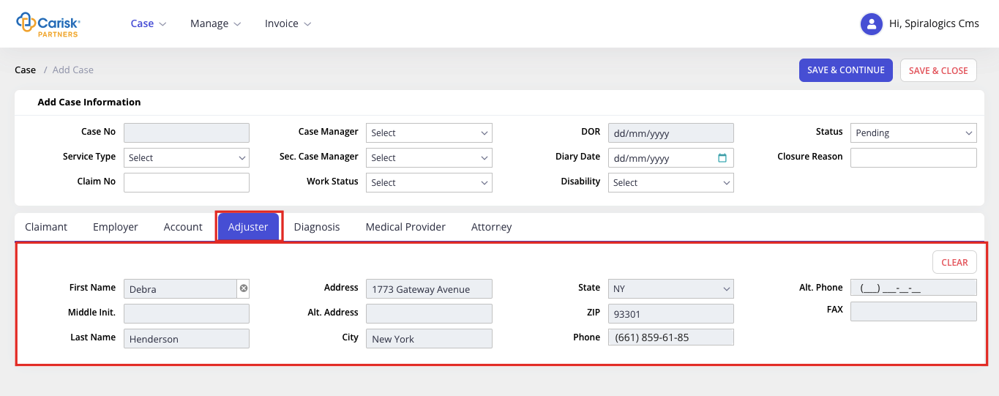 Carisk
PARTNERS
Case Manage Invoice Hi, Spiralogics Cms
Case / Add Case SAVE & CONTINUE SAVE & CLOSE
Add Case Information
Case No Case Manager Select DOR dd/mm/yyyy Status Pending
Service Type Select Sec. Case Manager Select Diary Date dd/mm/yyyy Closure Reason
Claim No Work Status Select Disability Select
Claimant Employer Account Adjuster Diagnosis Medical Provider Attorney
CLEAR
First Name Debra Address 1773 Gateway Avenue State NY Alt. Phone (___) ___-__-__
Middle Init. Alt. Address ZIP 93301 FAX
Last Name Henderson City New York Phone (661) 859-61-85